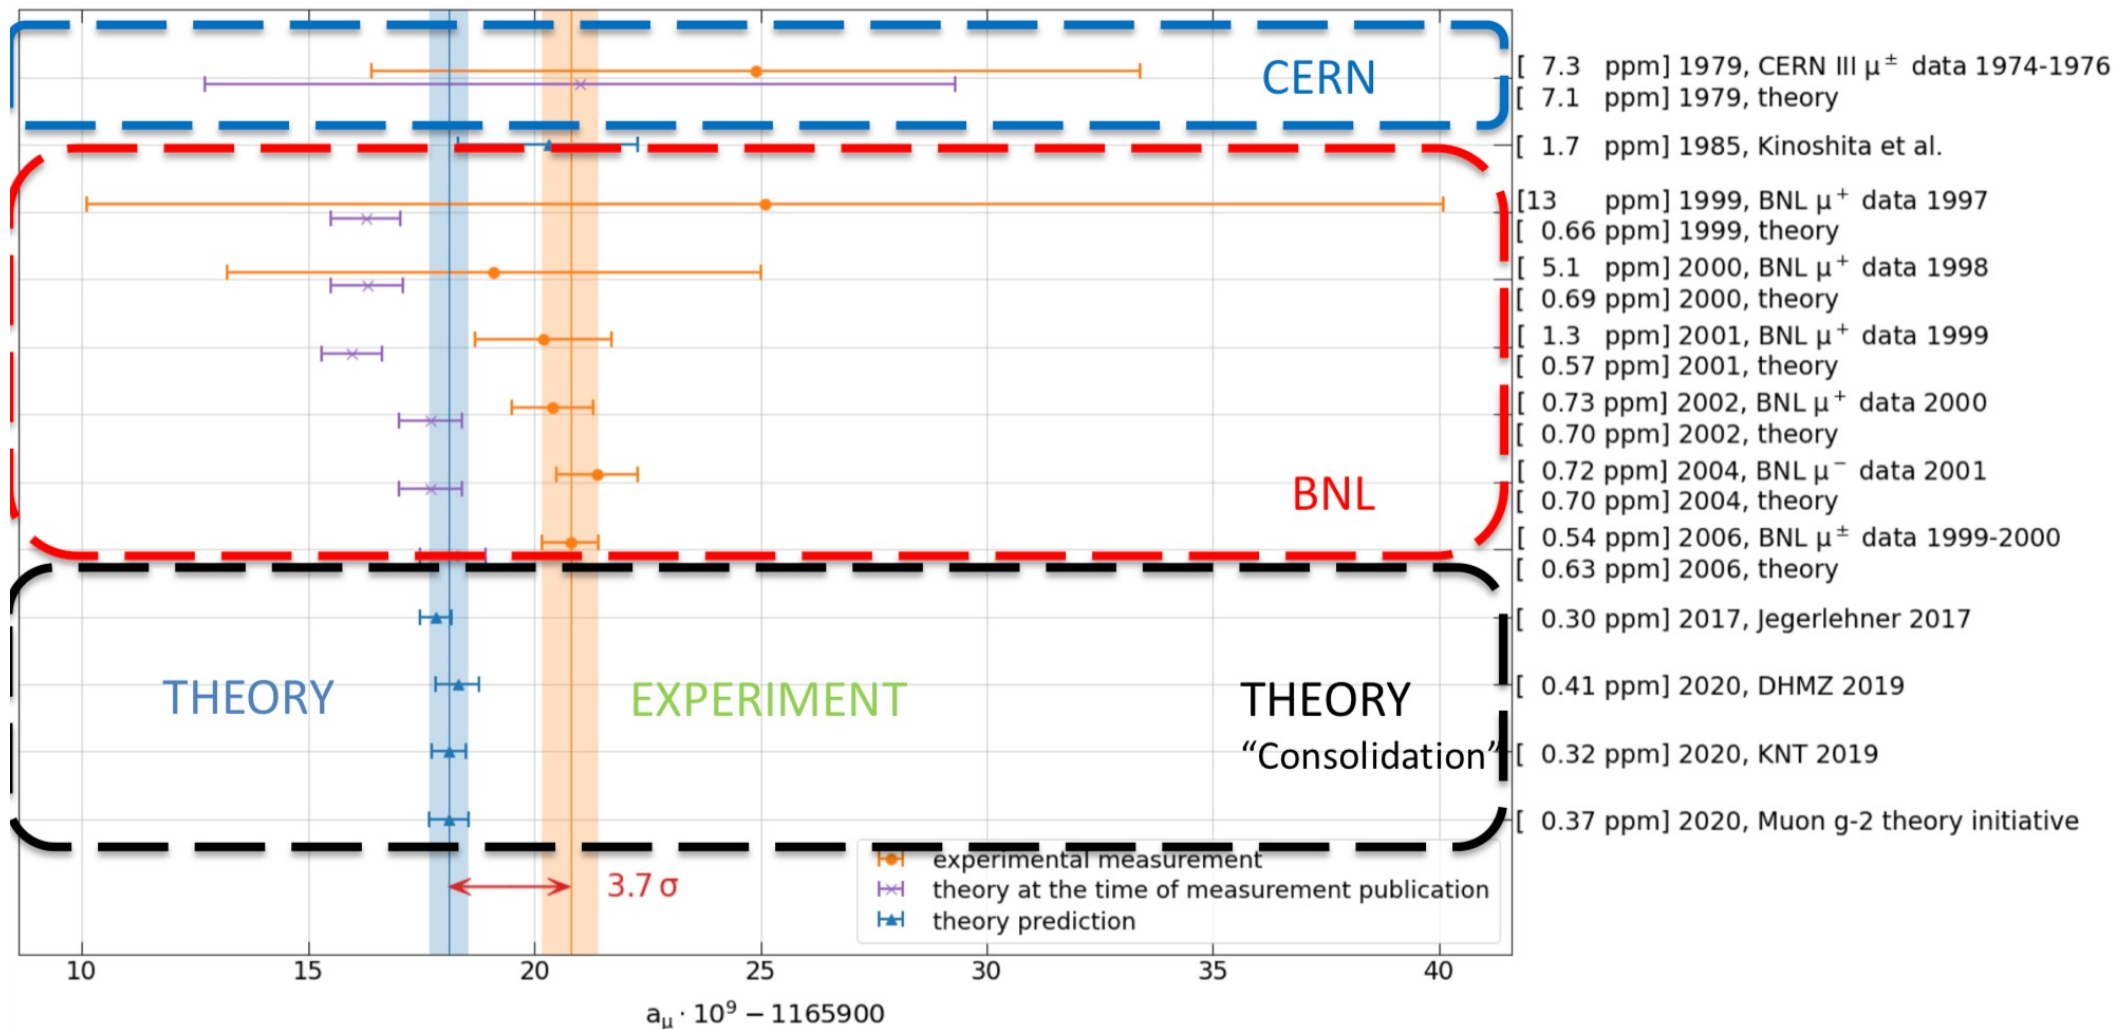 CERN
[ 7.3 ppm] 1979, CERN III μ± data 1974-1976
[ 7.1 ppm] 1979, theory
[ 1.7 ppm] 1985, Kinoshita et al.
[13 ppm] 1999, BNL μ⁺ data 1997
[ 0.66 ppm] 1999, theory
[ 5.1 ppm] 2000, BNL μ⁺ data 1998
[ 0.69 ppm] 2000, theory
[ 1.3 ppm] 2001, BNL μ⁺ data 1999
[ 0.57 ppm] 2001, theory
[ 0.73 ppm] 2002, BNL μ⁺ data 2000
[ 0.70 ppm] 2002, theory
BNL
[ 0.72 ppm] 2004, BNL μ⁻ data 2001
[ 0.70 ppm] 2004, theory
[ 0.54 ppm] 2006, BNL μ± data 1999-2000
[ 0.63 ppm] 2006, theory
[ 0.30 ppm] 2017, Jegerlehner 2017
THEORY
EXPERIMENT
THEORY
“Consolidation”
[ 0.41 ppm] 2020, DHMZ 2019
[ 0.32 ppm] 2020, KNT 2019
[ 0.37 ppm] 2020, Muon g-2 theory initiative
3.7 σ
experimental measurement
theory at the time of measurement publication
theory prediction
10 15 20 25 30 35 40
aμ · 10⁹ − 1165900